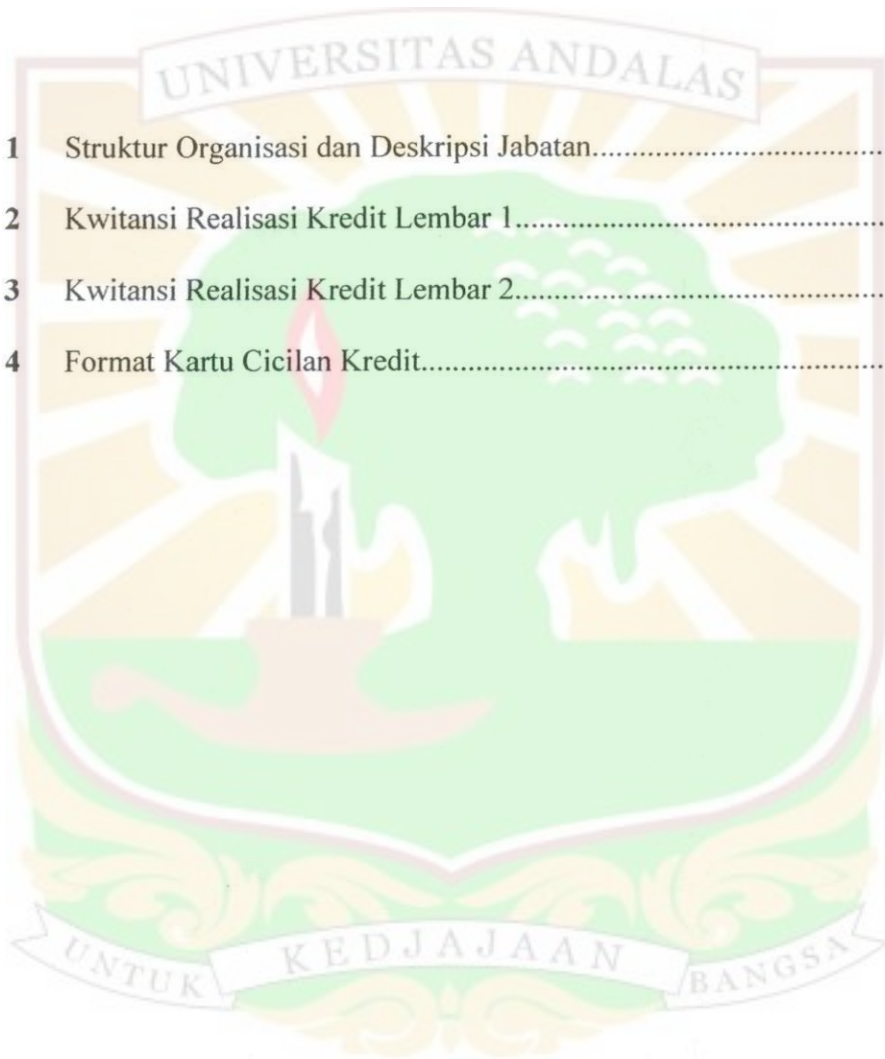 UNIVERSITAS ANDALAS
1 Struktur Organisasi dan Deskripsi Jabatan.......................................
2 Kwitansi Realisasi Kredit Lembar 1.................................................
3 Kwitansi Realisasi Kredit Lembar 2.................................................
4 Format Kartu Cicilan Kredit.............................................................
UNTUK KEDJAJAAN BANGSA